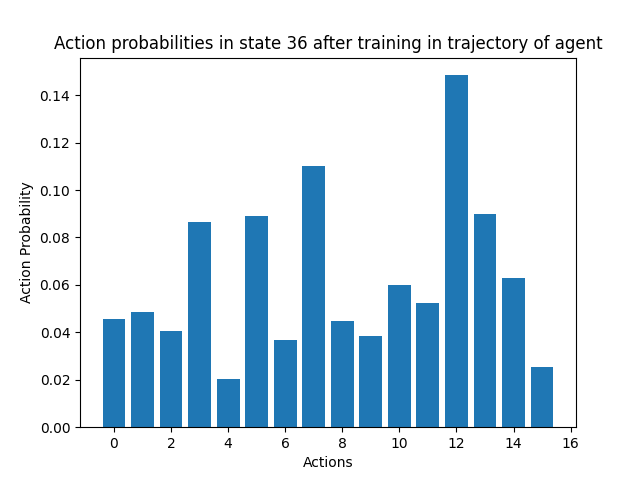 Action probabilities in state 36 after training in trajectory of agent
0.14
0.12
0.10
0.08
0.06
0.04
0.02
0.00
Action Probability
0 2 4 6 8 10 12 14 16
Actions